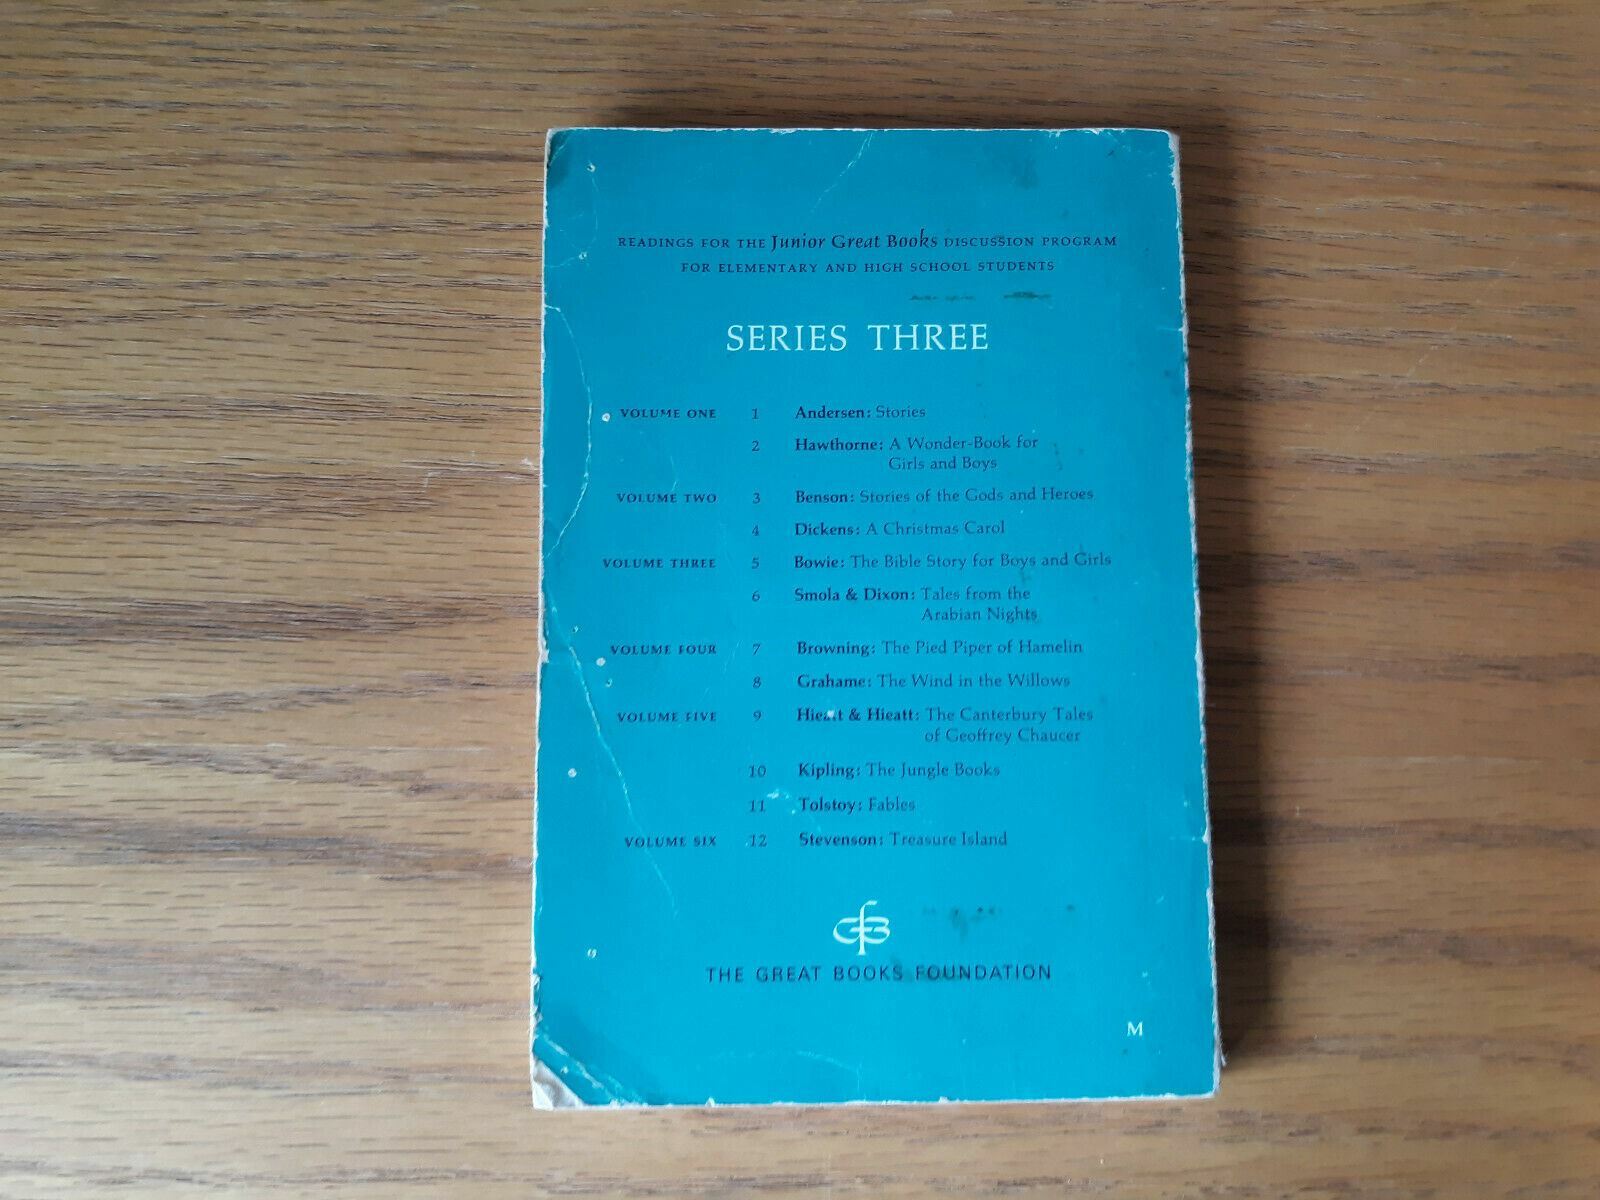 READINGS FOR THE Junior Great Books DISCUSSION PROGRAM
FOR ELEMENTARY AND HIGH SCHOOL STUDENTS
SERIES THREE
VOLUME ONE 1 Andersen: Stories
2 Hawthorne: A Wonder-Book for
Girls and Boys
VOLUME TWO 3 Benson: Stories of the Gods and Heroes
4 Dickens: A Christmas Carol
VOLUME THREE 5 Bowie: The Bible Story for Boys and Girls
6 Smola & Dixon: Tales from the
Arabian Nights
VOLUME FOUR 7 Browning: The Pied Piper of Hamelin
8 Grahame: The Wind in the Willows
VOLUME FIVE 9 Hieatt & Hieatt: The Canterbury Tales
of Geoffrey Chaucer
10 Kipling: The Jungle Books
11 Tolstoy: Fables
VOLUME SIX 12 Stevenson: Treasure Island
GBF
THE GREAT BOOKS FOUNDATION
M